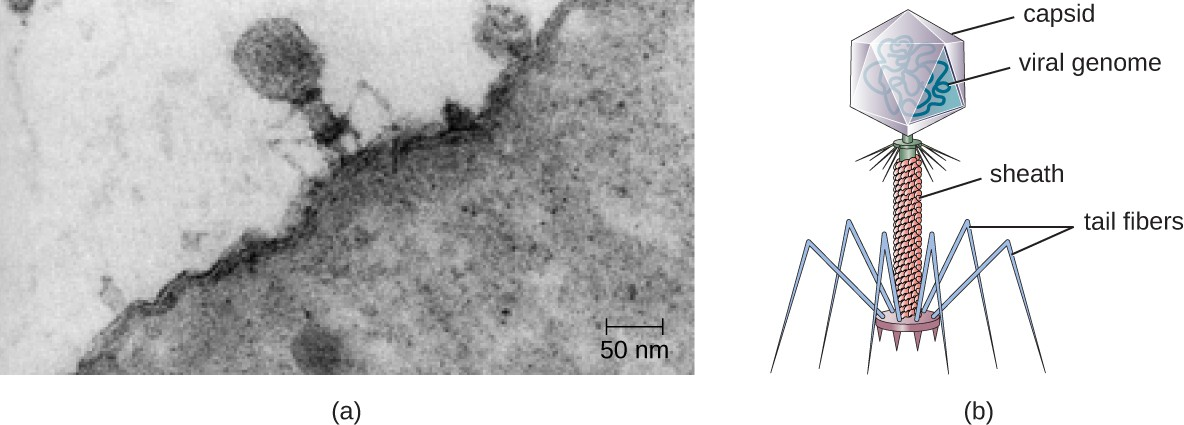 capsid
viral genome
sheath
tail fibers
50 nm
(a)
(b)